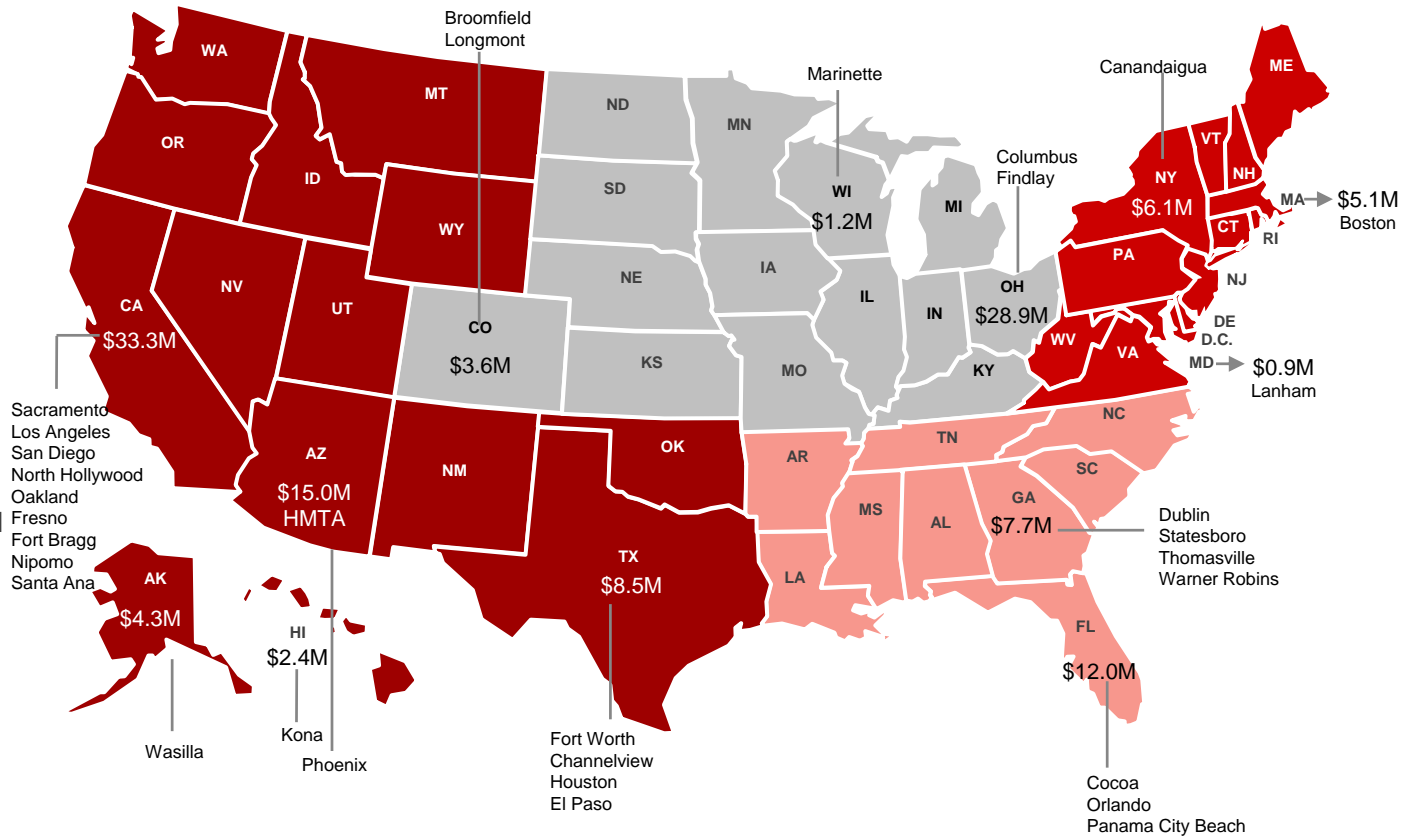 Broomfield
Longmont
Marinette
Canandaigua
Columbus
Findlay
WA
MT
ND
MN
ME
OR
ID
SD
WI
$1.2M
MI
NY
$6.1M
VT
NH
MA
$5.1M
Boston
CT
RI
WY
NE
IA
PA
NJ
NV
UT
CO
$3.6M
IL
IN
OH
$28.9M
CA
$33.3M
DE
D.C.
WV
VA
MD
$0.9M
Lanham
KS
MO
KY
Sacramento
Los Angeles
San Diego
North Hollywood
Oakland
Fresno
Fort Bragg
Nipomo
Santa Ana
AZ
$15.0M
HMTA
NM
OK
AR
TN
NC
SC
MS
AL
GA
$7.7M
Dublin
Statesboro
Thomasville
Warner Robins
TX
$8.5M
LA
AK
$4.3M
HI
$2.4M
FL
$12.0M
Wasilla
Kona
Phoenix
Fort Worth
Channelview
Houston
El Paso
Cocoa
Orlando
Panama City Beach